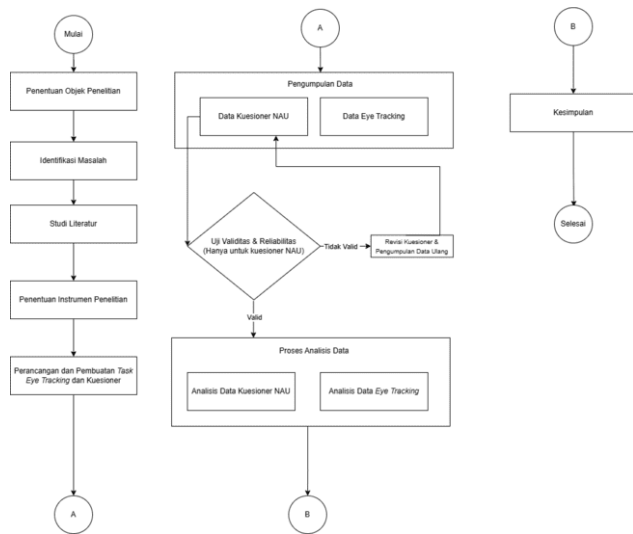 Mulai
Penentuan Objek Penelitian
Identifikasi Masalah
Studi Literatur
Penentuan Instrumen Penelitian
Perancangan dan Pembuatan Task
Eye Tracking dan Kuesioner
A
A
Pengumpulan Data
Data Kuesioner NAU
Data Eye Tracking
Uji Validitas & Reliabilitas
(Hanya untuk kuesioner NAU)
Tidak Valid
Revisi Kuesioner &
Pengumpulan Data Ulang
Valid
Proses Analisis Data
Analisis Data Kuesioner NAU
Analisis Data Eye Tracking
B
B
Kesimpulan
Selesai